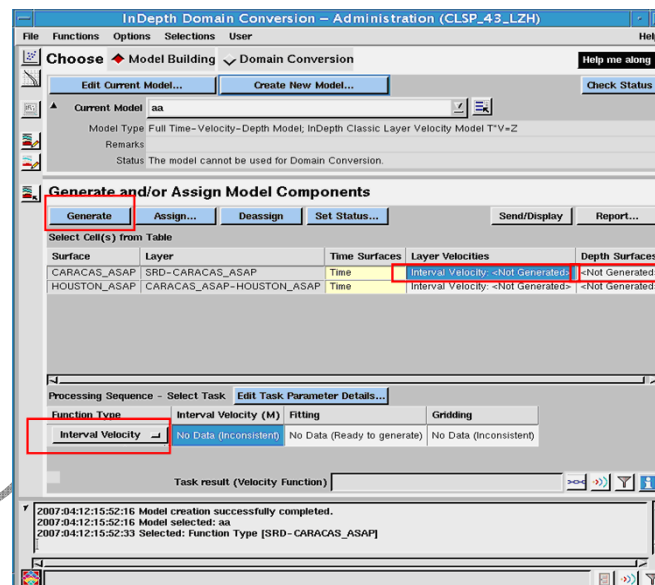 InDepth Domain Conversion – Administration (CLSP_43_LZH)
File Functions Options Selections User Help
Choose Model Building Domain Conversion Help me along
Edit Current Model... Create New Model... Check Status
Current Model aa
Model Type Full Time-Velocity-Depth Model; InDepth Classic Layer Velocity Model T*V=Z
Remarks
Status The model cannot be used for Domain Conversion.
Generate and/or Assign Model Components
Generate Assign... Deassign Set Status... Send/Display Report...
Select Cell(s) from Table
Surface Layer Time Surfaces Layer Velocities Depth Surfaces
CARACAS_ASAP SRD-CARACAS_ASAP Time Interval Velocity: <Not Generated> <Not Generated>
HOUSTON_ASAP CARACAS_ASAP-HOUSTON_ASAP Time Interval Velocity: <Not Generated> <Not Generated>
Processing Sequence - Select Task Edit Task Parameter Details...
Function Type Interval Velocity (M) Fitting Gridding
Interval Velocity No Data (Inconsistent) No Data (Ready to generate) No Data (Inconsistent)
Task result (Velocity Function)
2007:04:12:15:52:16 Model creation successfully completed.
2007:04:12:15:52:16 Model selected: aa
2007:04:12:15:52:33 Selected: Function Type [SRD-CARACAS_ASAP]